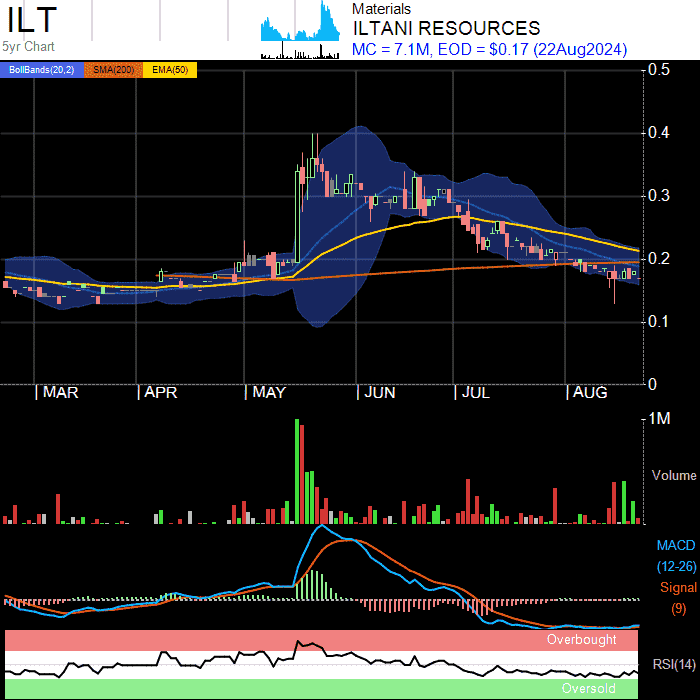 ILT
5yr Chart
Materials
ILTANI RESOURCES
MC = 7.1M, EOD = $0.17 (22Aug2024)
BollBands(20,2) SMA(200) EMA(50)
0.5
0.4
0.3
0.2
0.1
0
MAR APR MAY JUN JUL AUG
1M
Volume
MACD
(12-26)
Signal
(9)
Overbought
RSI(14)
Oversold